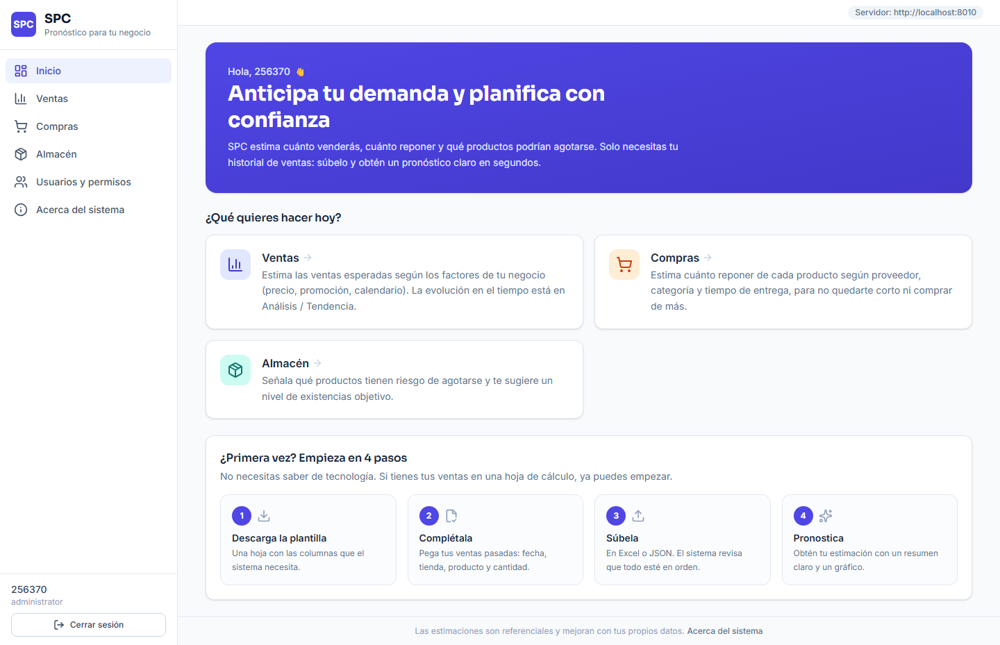 SPC
SPC
Pronóstico para tu negocio
Inicio
Ventas
Compras
Almacén
Usuarios y permisos
Acerca del sistema
256370
administrator
Cerrar sesión
Servidor: http://localhost:8010
Hola, 256370 👋
Anticipa tu demanda y planifica con
confianza
SPC estima cuánto venderás, cuánto reponer y qué productos podrían agotarse. Solo necesitas tu
historial de ventas: súbelo y obtén un pronóstico claro en segundos.
¿Qué quieres hacer hoy?
Ventas
Estima las ventas esperadas según los factores de tu negocio
(precio, promoción, calendario). La evolución en el tiempo está en
Análisis / Tendencia.
Compras
Estima cuánto reponer de cada producto según proveedor,
categoría y tiempo de entrega, para no quedarte corto ni comprar
de más.
Almacén
Señala qué productos tienen riesgo de agotarse y te sugiere un
nivel de existencias objetivo.
¿Primera vez? Empieza en 4 pasos
No necesitas saber de tecnología. Si tienes tus ventas en una hoja de cálculo, ya puedes empezar.
1
Descarga la plantilla
Una hoja con las columnas que el
sistema necesita.
2
Complétala
Pega tus ventas pasadas: fecha,
tienda, producto y cantidad.
3
Súbela
En Excel o JSON. El sistema revisa
que todo esté en orden.
4
Pronostica
Obtén tu estimación con un resumen
claro y un gráfico.
Las estimaciones son referenciales y mejoran con tus propios datos. Acerca del sistema